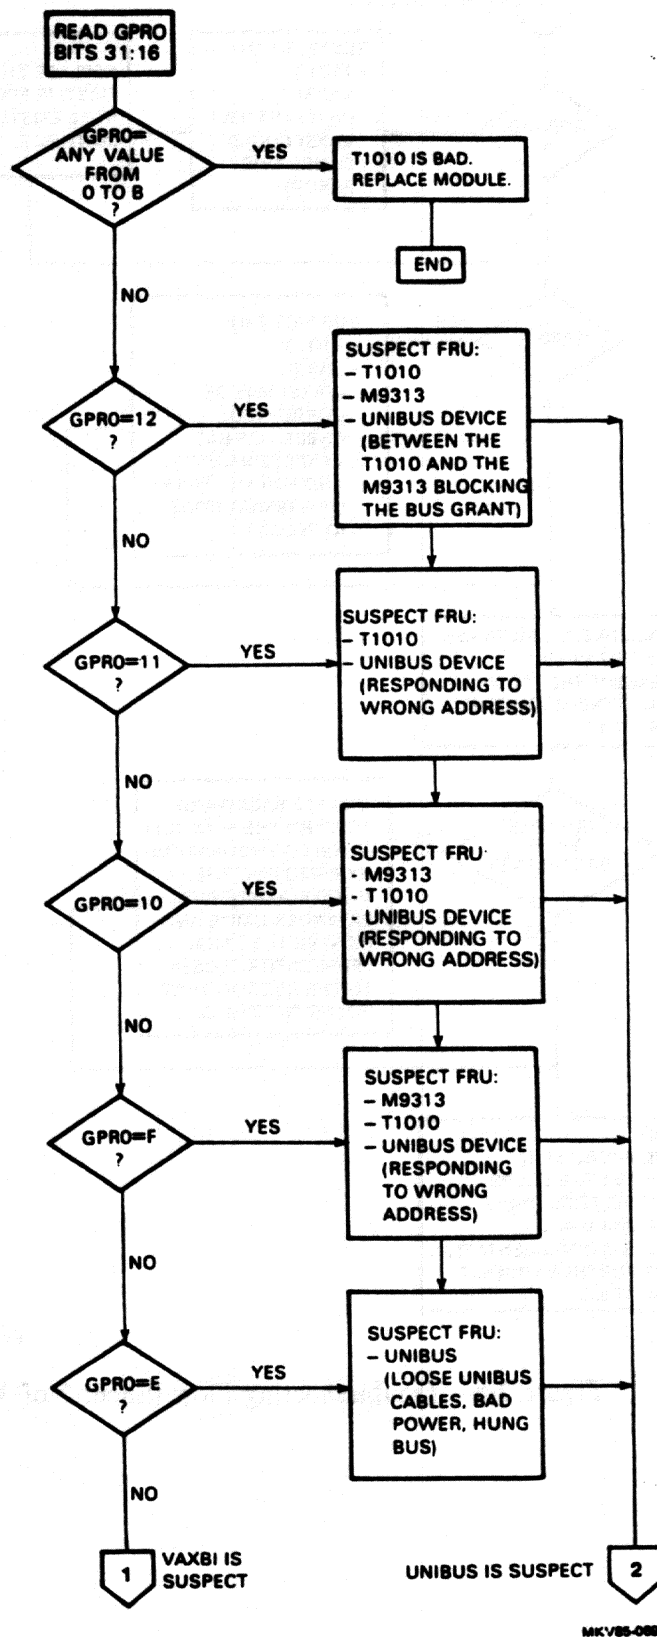 READ GPRO
BITS 31:16
GPRO=
ANY VALUE
FROM
0 TO B
?
YES
T1010 IS BAD.
REPLACE MODULE.
END
NO
GPRO=12
?
YES
SUSPECT FRU:
– T1010
– M9313
– UNIBUS DEVICE
(BETWEEN THE
T1010 AND THE
M9313 BLOCKING
THE BUS GRANT)
NO
GPRO=11
?
YES
SUSPECT FRU:
– T1010
– UNIBUS DEVICE
(RESPONDING TO
WRONG ADDRESS)
NO
GPRO=10
?
YES
SUSPECT FRU
- M9313
- T1010
- UNIBUS DEVICE
(RESPONDING TO
WRONG ADDRESS)
NO
GPRO=F
?
YES
SUSPECT FRU:
– M9313
– T1010
– UNIBUS DEVICE
(RESPONDING
TO WRONG
ADDRESS)
NO
GPRO=E
?
YES
SUSPECT FRU:
– UNIBUS
(LOOSE UNIBUS
CABLES, BAD
POWER, HUNG
BUS)
NO
1
VAXBI IS
SUSPECT
UNIBUS IS SUSPECT
2